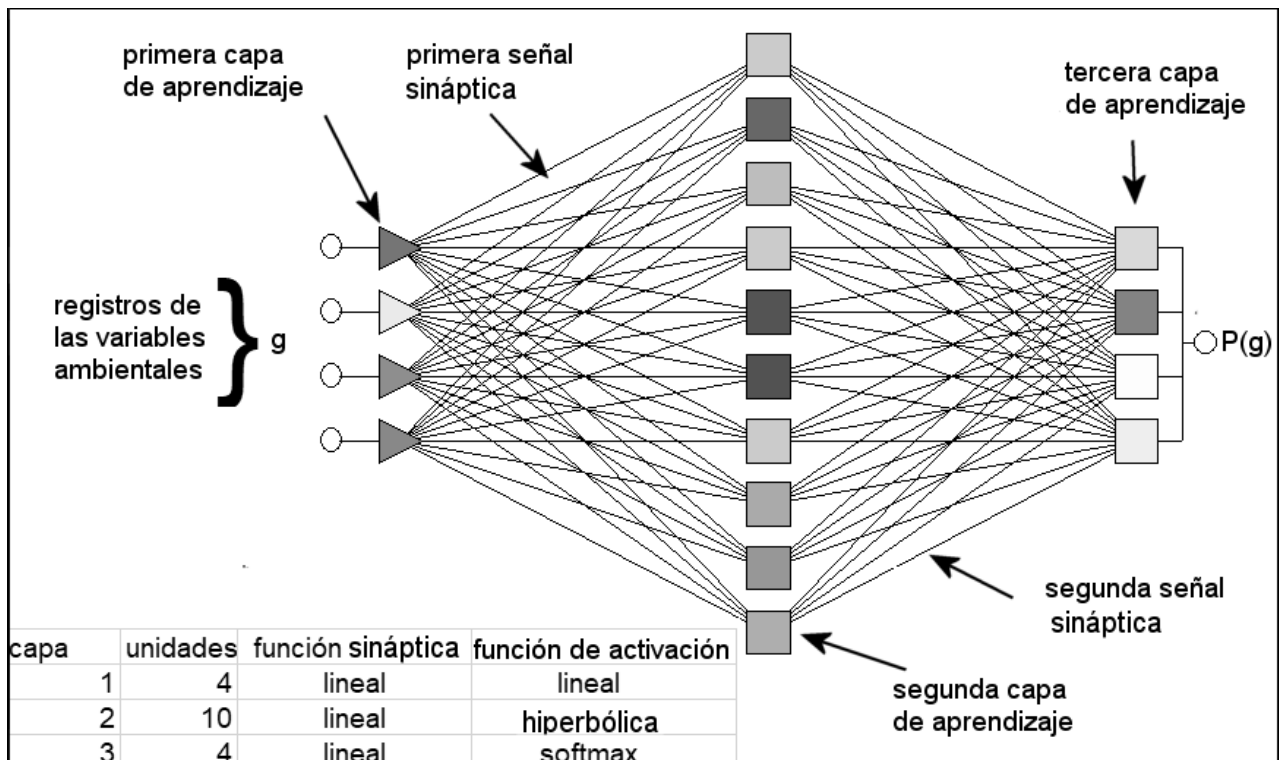 primera capa
de aprendizaje
primera señal
sináptica
tercera capa
de aprendizaje
registros de
las variables
ambientales
g
P(g)
segunda señal
sináptica
segunda capa
de aprendizaje
capa unidades función sináptica función de activación
1 4 lineal lineal
2 10 lineal hiperbólica
3 4 lineal softmax